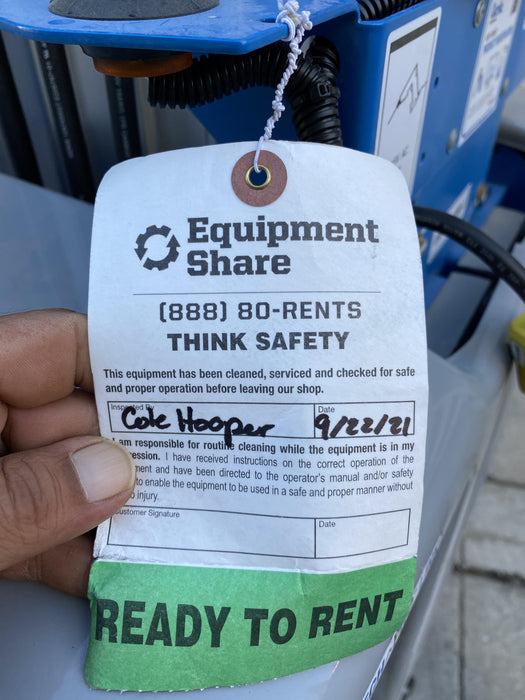 Equipment
Share
(888) 80-RENTS
THINK SAFETY
This equipment has been cleaned, serviced and checked for safe
and proper operation before leaving our shop.
Inspected By
Cole Hooper
Date
9/22/21
I am responsible for routine cleaning while the equipment is in my
ession. I have received instructions on the correct operation of the
ment and have been directed to the operator's manual and/or safety
to enable the equipment to be used in a safe and proper manner without
injury.
Customer Signature
Date
READY TO RENT